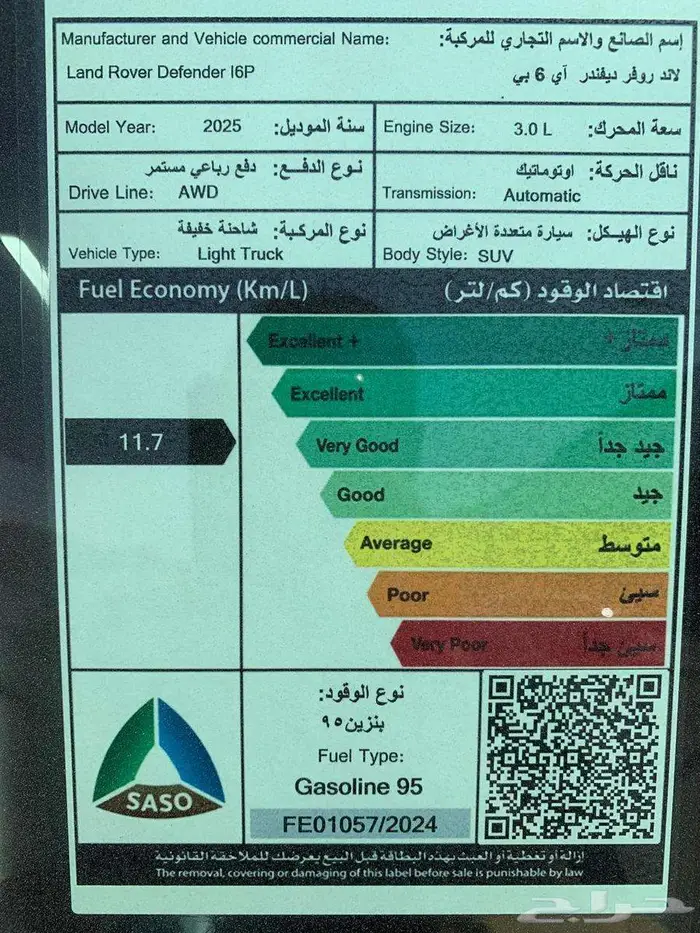 Manufacturer and Vehicle commercial Name: إسم الصانع والاسم التجاري للمركبة:
Land Rover Defender I6P لاند روفر ديفندر آي 6 بي
Model Year: 2025 سنة الموديل:
Engine Size: 3.0 L سعة المحرك:
نوع الدفع: دفع رباعي مستمر
Drive Line: AWD
ناقل الحركة: اوتوماتيك
Transmission: Automatic
نوع المركبة: شاحنة خفيفة
Vehicle Type: Light Truck
نوع الهيكل: سيارة متعددة الأغراض
Body Style: SUV
Fuel Economy (Km/L) اقتصاد الوقود (كم/لتر)
Excellent + ممتاز +
Excellent ممتاز
11.7
Very Good جيد جداً
Good جيد
Average متوسط
Poor سيئ
Very Poor سيئ جداً
SASO
نوع الوقود:
بنزين ٩٥
Fuel Type:
Gasoline 95
FE01057/2024
إزالة أو تغطية أو العبث بهذه البطاقة قبل البيع يعرضك للملاحقة القانونية
The removal, covering or damaging of this label before sale is punishable by law
حراج